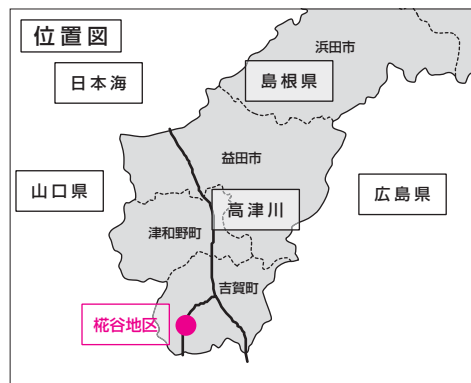 位置図
浜田市
日本海
島根県
益田市
山口県
広島県
高津川
津和野町
吉賀町
椛谷地区